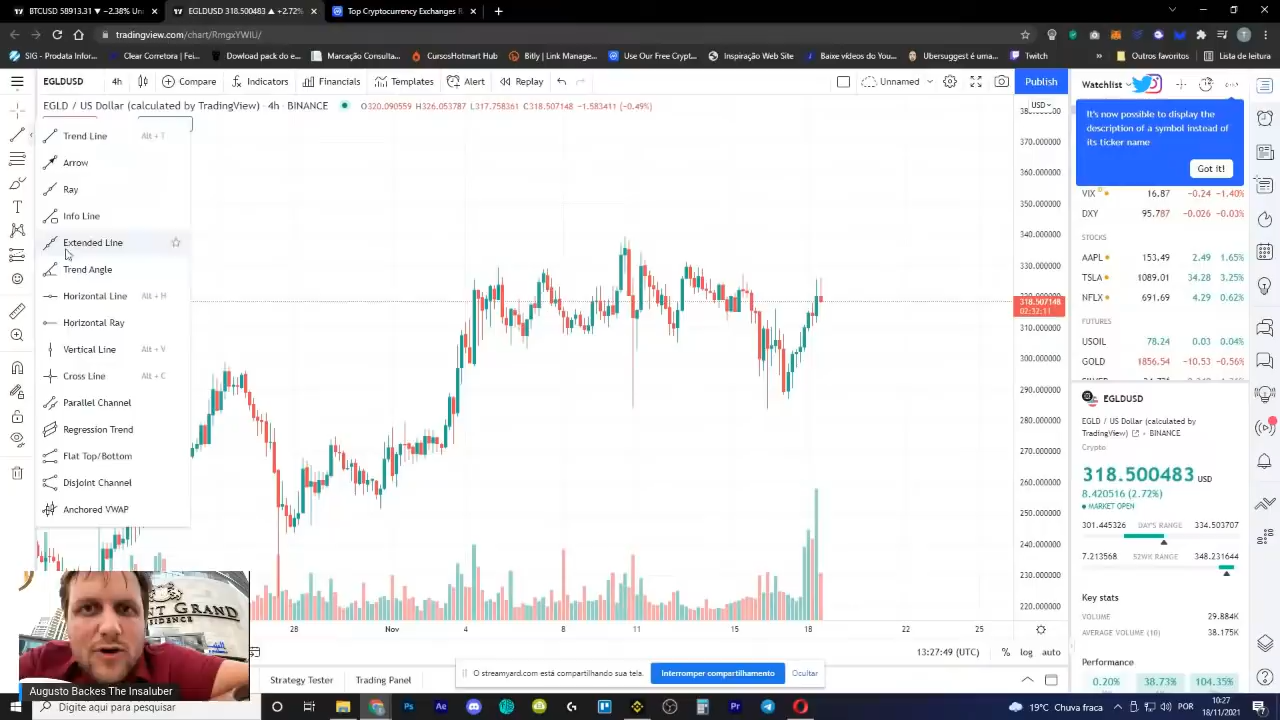 BTCUSD 58913.31 ▼ −2.38% Un
EGLDUSD 318.500483 ▲ +2.72%
Top Cryptocurrency Exchanges R
tradingview.com/chart/RmgxYWlU/
SIG - Prodata Infor...
Clear Corretora | Fei...
Dowload do pack d...
Marcação Consulta...
CursosHotmart Hub
Bitly | Link Manage...
Use Our Free Crypt...
Inspiração Web Site
Baixe vídeos do You...
Ubersuggest é uma...
Outros favoritos
Lista de leitura
EGLDUSD
4h
Compare
Indicators
Financials
Templates
Alert
Replay
Unnamed
Publish
Watchlist
EGLD / US Dollar (calculated by TradingView) · 4h · BINANCE
O320.090559 H326.053787 L317.758361 C318.507148 −1.583411 (−0.49%)
USD
Trend Line Alt + T
Arrow
Ray
Info Line
Extended Line
Trend Angle
Horizontal Line Alt + H
Horizontal Ray
Vertical Line Alt + V
Cross Line Alt + C
Parallel Channel
Regression Trend
Flat Top/Bottom
Disjoint Channel
Anchored VWAP
370.000000
360.000000
350.000000
340.000000
330.000000
318.507148
02:32:11
310.000000
300.000000
290.000000
280.000000
270.000000
260.000000
250.000000
240.000000
230.000000
220.000000
It's now possible to display the
description of a symbol instead of
its ticker name
Got it!
VIX 16.87 −0.24 −1.40%
DXY 95.787 −0.026 −0.03%
STOCKS
AAPL 153.49 2.49 1.65%
TSLA 1089.01 34.28 3.25%
NFLX 691.69 4.29 0.62%
FUTURES
USOIL 78.24 0.03 0.04%
GOLD 1856.54 −10.53 −0.56%
EGLDUSD
EGLD / US Dollar (calculated by
TradingView) · BINANCE
Crypto
318.500483 USD
8.420516 (2.72%)
MARKET OPEN
301.445326 DAY'S RANGE 334.503707
7.213568 52WK RANGE 348.231644
Key stats
VOLUME 29.884K
AVERAGE VOLUME (10) 38.175K
Performance
0.20% 38.73% 104.35%
28 Nov 4 8 11 15 18 22 25
13:27:49 (UTC) % log auto
Strategy Tester
Trading Panel
O streamyard.com está compartilhando sua tela.
Interromper compartilhamento
Ocultar
NT GRAND
SIDENCE
Augusto Backes The Insaluber
Digite aqui para pesquisar
19°C Chuva fraca
POR
10:27
18/11/2021